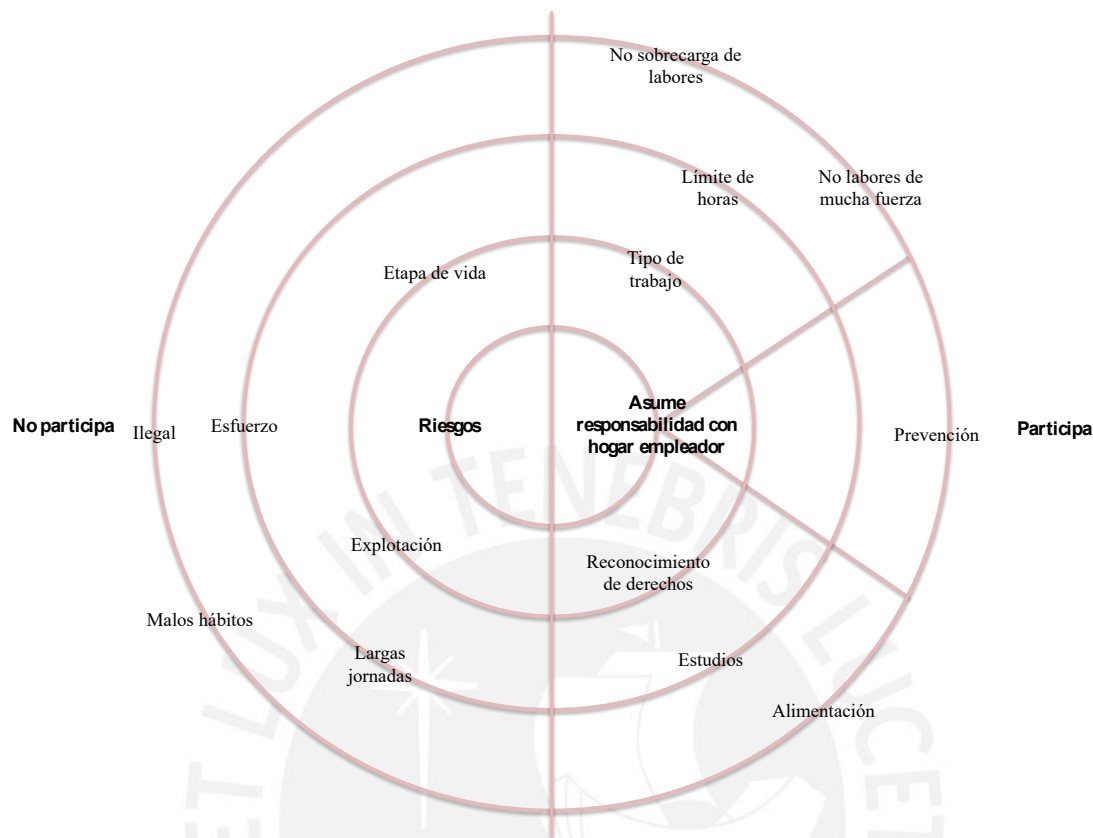 No sobrecarga de
labores
Límite de
horas
No labores de
mucha fuerza
Etapa de vida
Tipo de
trabajo
No participa
Ilegal
Esfuerzo
Riesgos
Asume
responsabilidad con
hogar empleador
Prevención
Participa
Explotación
Reconocimiento
de derechos
Malos hábitos
Largas
jornadas
Estudios
Alimentación
ET LUX IN TENEBRIS LUCET